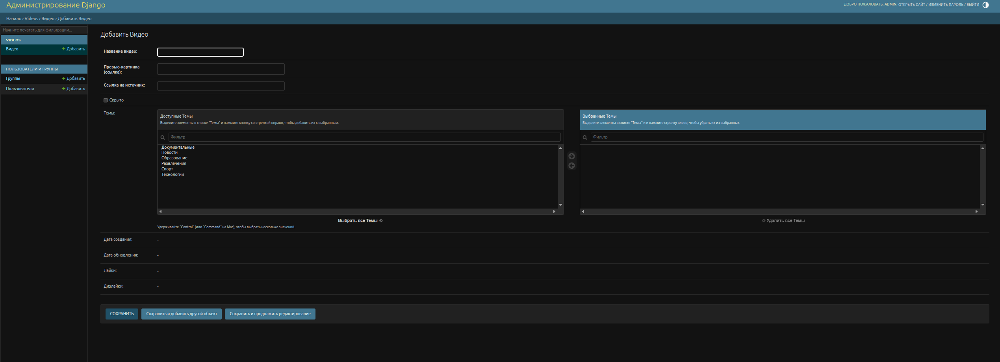 Администрирование Django
ДОБРО ПОЖАЛОВАТЬ, ADMIN. ОТКРЫТЬ САЙТ / ИЗМЕНИТЬ ПАРОЛЬ / ВЫЙТИ
Начало › Videos › Видео › Добавить Видео
Начните печатать для фильтрации...
VIDEOS
Видео
Добавить
ПОЛЬЗОВАТЕЛИ И ГРУППЫ
Группы
Добавить
Пользователи
Добавить
Добавить Видео
Название видео:
Превью-картинка
(ссылка):
Ссылка на источник:
Скрыто
Темы:
Доступные Темы
Выделите элементы в списке "Темы" и нажмите кнопку со стрелкой вправо, чтобы добавить их к выбранным.
Фильтр
Документальные
Новости
Образование
Развлечения
Спорт
Технологии
Выбрать все Темы
Выбранные Темы
Выделите элементы в списке "Темы" и и нажмите стрелку влево, чтобы убрать их из выбранных.
Фильтр
Удалить все Темы
Удерживайте "Control" (или "Command" на Mac), чтобы выбрать несколько значений.
Дата создания:
-
Дата обновления:
-
Лайки:
-
Дизлайки:
-
СОХРАНИТЬ
Сохранить и добавить другой объект
Сохранить и продолжить редактирование